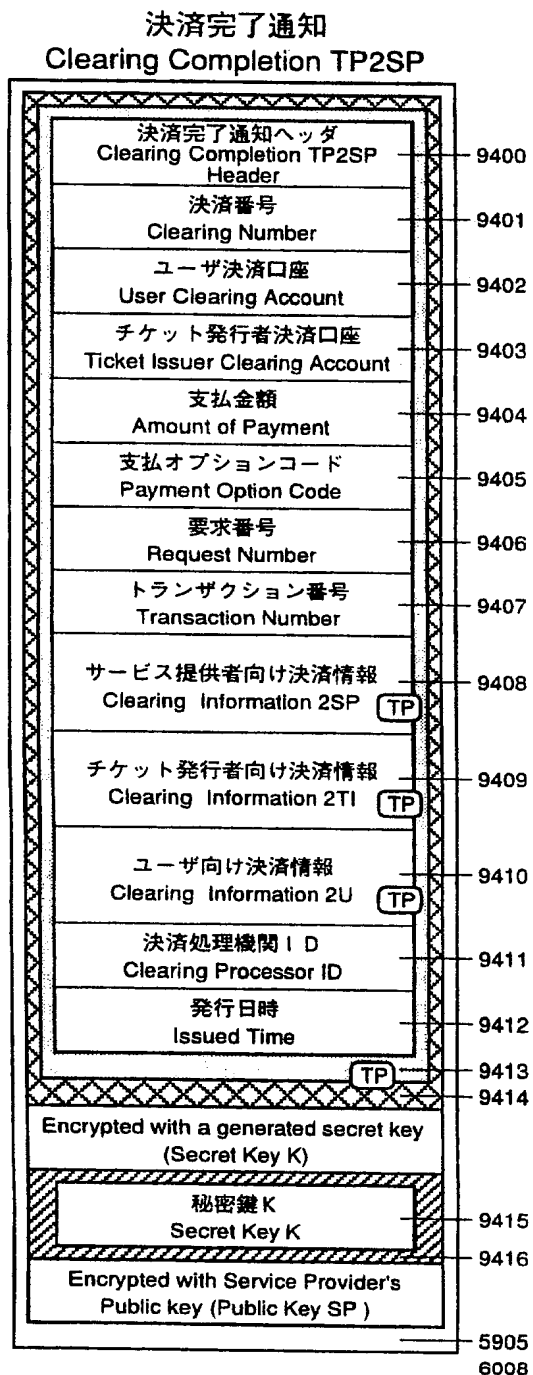 決済完了通知
Clearing Completion TP2SP
決済完了通知ヘッダ
Clearing Completion TP2SP
Header
9400
決済番号
Clearing Number
9401
ユーザ決済口座
User Clearing Account
9402
チケット発行者決済口座
Ticket Issuer Clearing Account
9403
支払金額
Amount of Payment
9404
支払オプションコード
Payment Option Code
9405
要求番号
Request Number
9406
トランザクション番号
Transaction Number
9407
サービス提供者向け決済情報
Clearing Information 2SP
TP
9408
チケット発行者向け決済情報
Clearing Information 2TI
TP
9409
ユーザ向け決済情報
Clearing Information 2U
TP
9410
決済処理機関ID
Clearing Processor ID
9411
発行日時
Issued Time
9412
TP
9413
9414
Encrypted with a generated secret key
(Secret Key K)
秘密鍵K
Secret Key K
9415
9416
Encrypted with Service Provider's
Public key (Public Key SP )
5905
6008